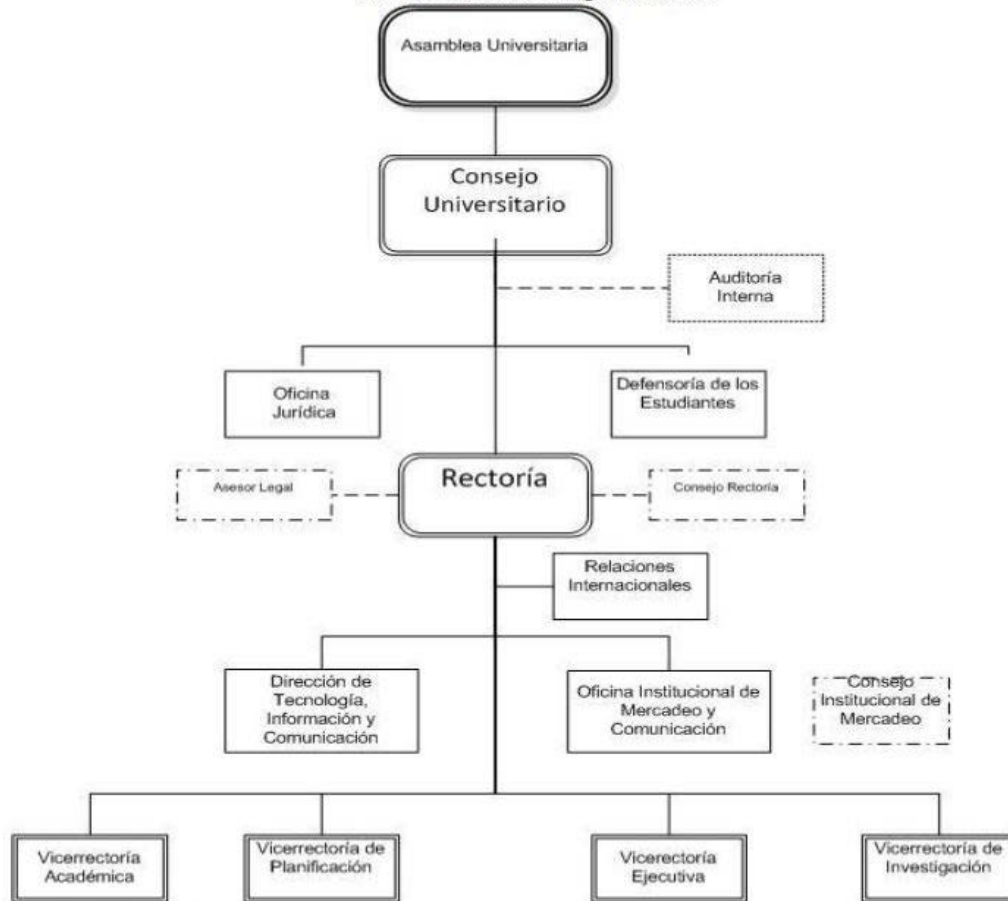 Asamblea Universitaria
Consejo
Universitario
Auditoría
Interna
Oficina
Jurídica
Defensoría de los
Estudiantes
Rectoría
Asesor Legal
Consejo Rectoría
Relaciones
Internacionales
Dirección de
Tecnología,
Información y
Comunicación
Oficina Institucional de
Mercadeo y
Comunicación
Consejo
Institucional de
Mercadeo
Vicerrectoría
Académica
Vicerrectoría de
Planificación
Vicerectoría
Ejecutiva
Vicerrectoría de
Investigación